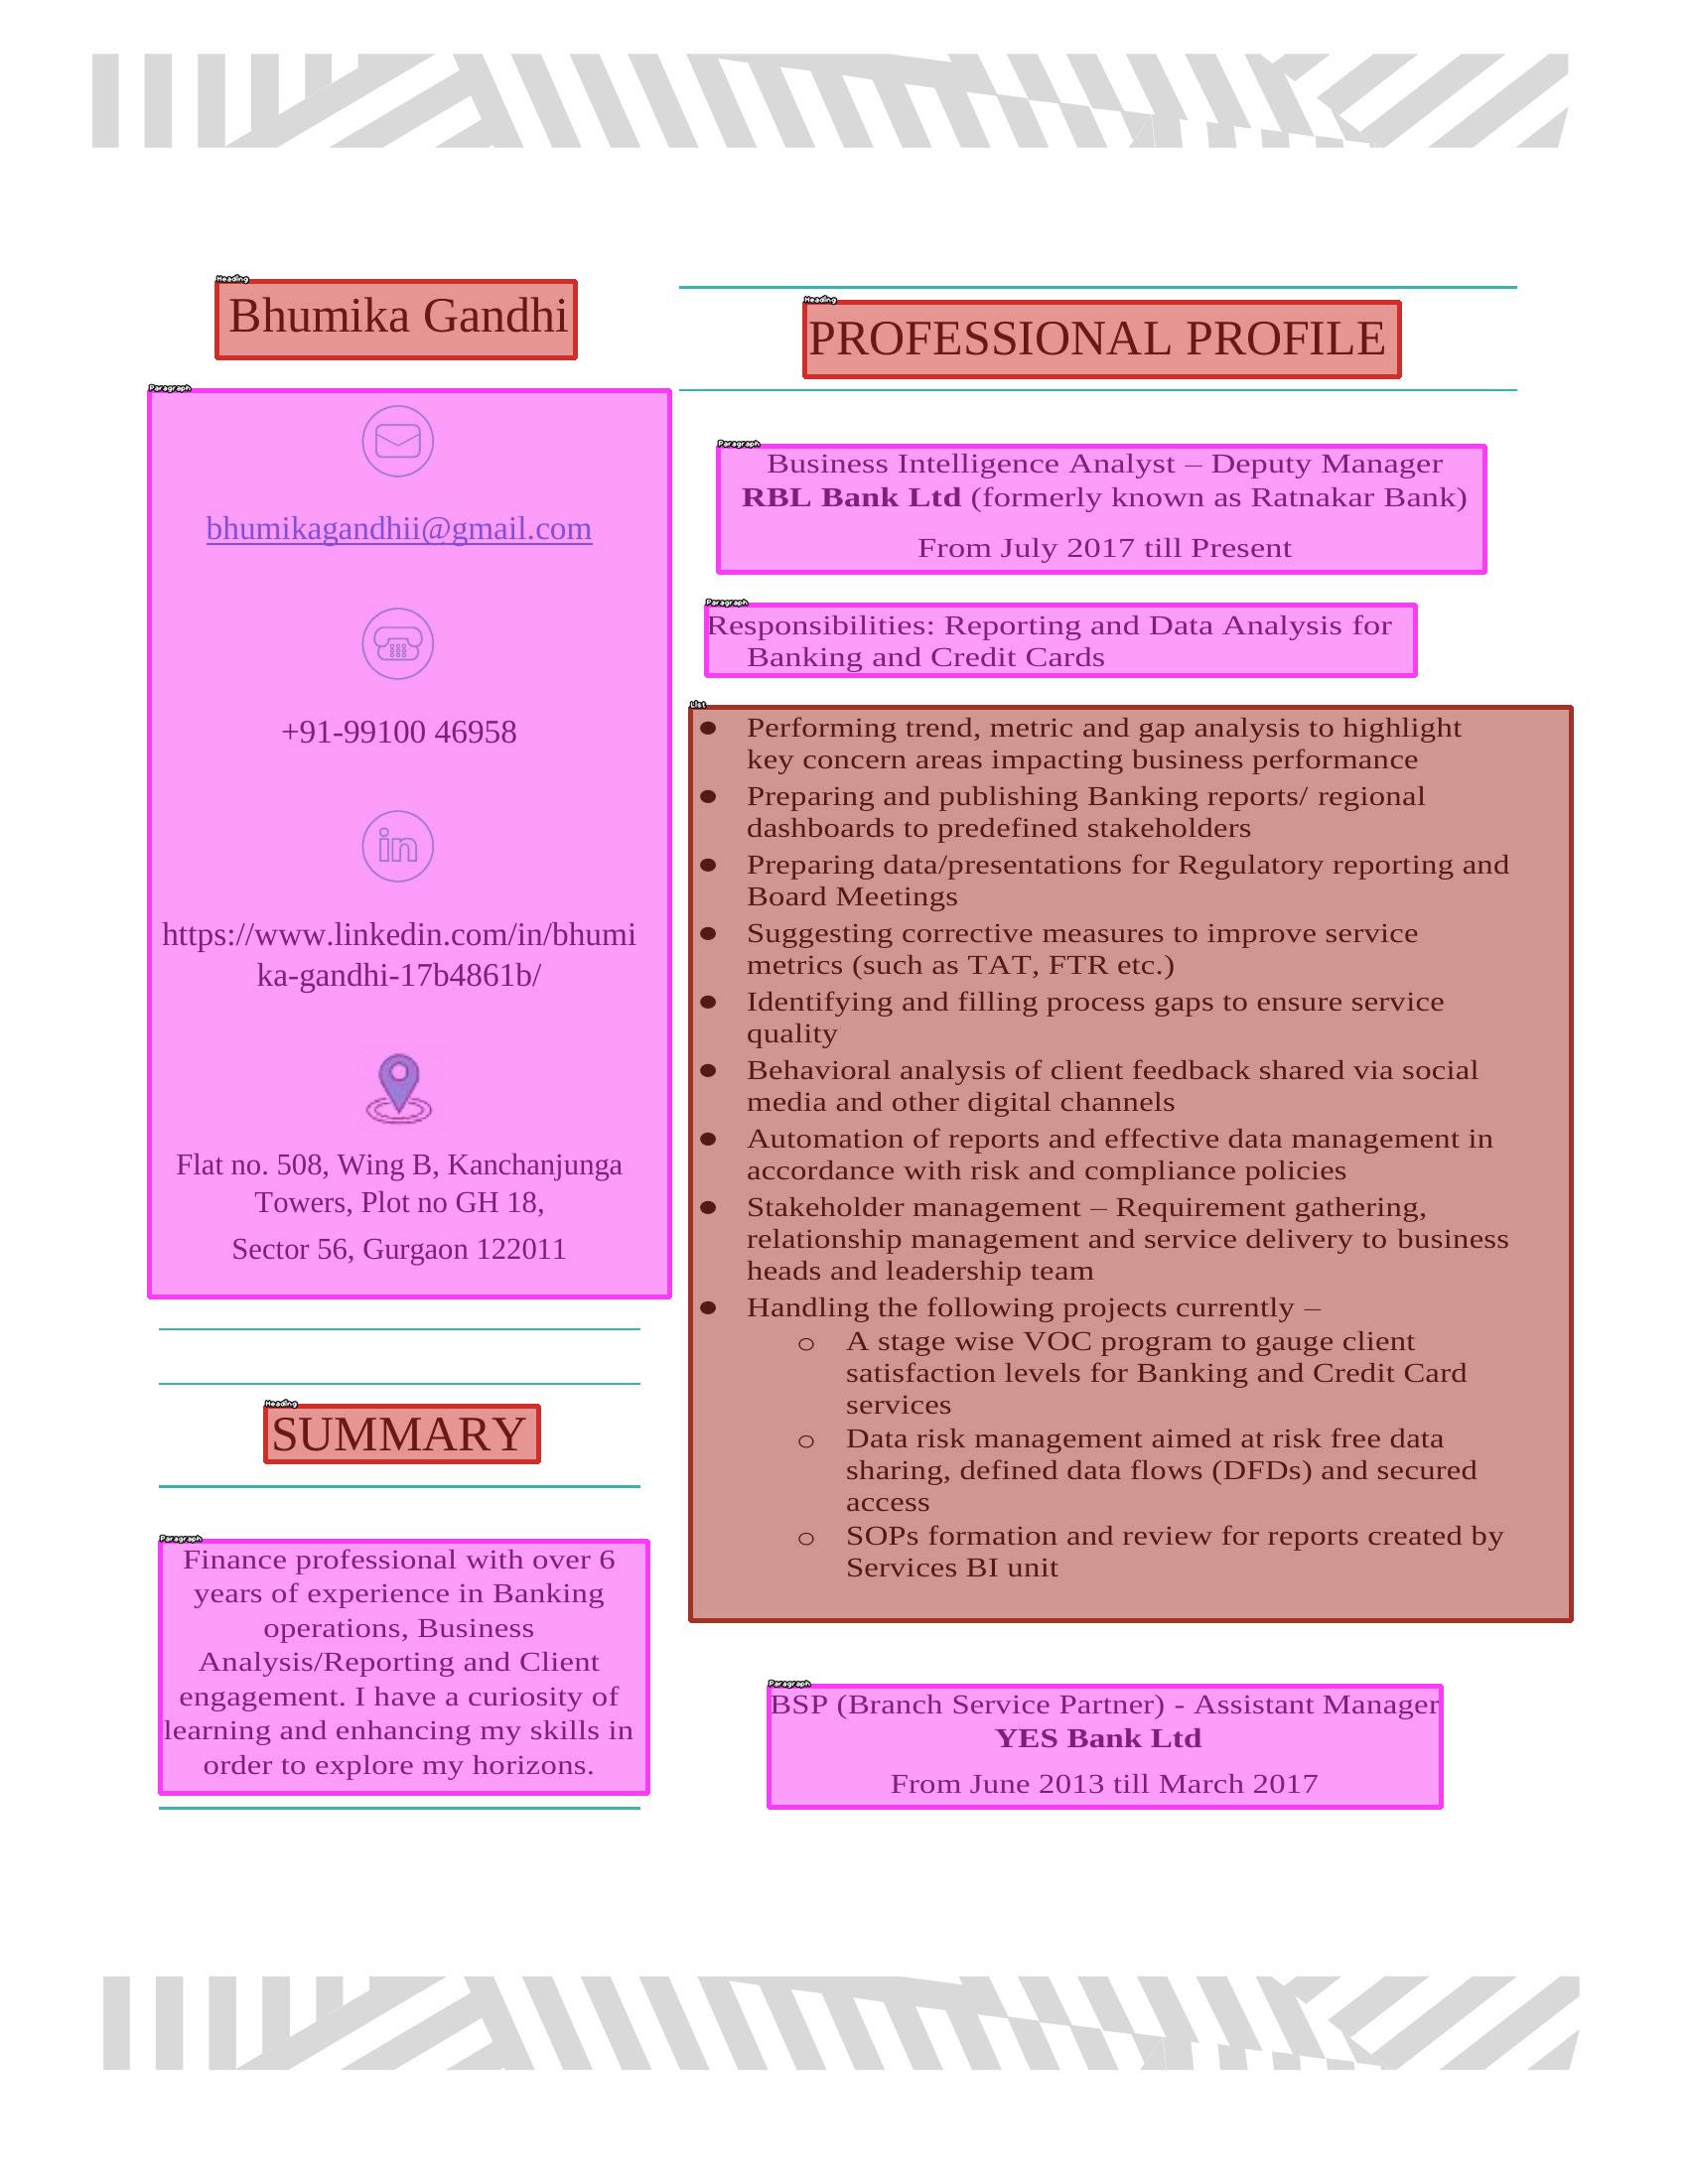 Heading
Bhumika Gandhi
Paragraph
bhumikagandhii@gmail.com
+91-99100 46958
in
https://www.linkedin.com/in/bhumi
ka-gandhi-17b4861b/
Flat no. 508, Wing B, Kanchanjunga
Towers, Plot no GH 18,
Sector 56, Gurgaon 122011
Heading
SUMMARY
Paragraph
Finance professional with over 6
years of experience in Banking
operations, Business
Analysis/Reporting and Client
engagement. I have a curiosity of
learning and enhancing my skills in
order to explore my horizons.
Heading
PROFESSIONAL PROFILE
Paragraph
Business Intelligence Analyst – Deputy Manager
RBL Bank Ltd (formerly known as Ratnakar Bank)
From July 2017 till Present
Paragraph
Responsibilities: Reporting and Data Analysis for
Banking and Credit Cards
List
● Performing trend, metric and gap analysis to highlight
key concern areas impacting business performance
● Preparing and publishing Banking reports/ regional
dashboards to predefined stakeholders
● Preparing data/presentations for Regulatory reporting and
Board Meetings
● Suggesting corrective measures to improve service
metrics (such as TAT, FTR etc.)
● Identifying and filling process gaps to ensure service
quality
● Behavioral analysis of client feedback shared via social
media and other digital channels
● Automation of reports and effective data management in
accordance with risk and compliance policies
● Stakeholder management – Requirement gathering,
relationship management and service delivery to business
heads and leadership team
● Handling the following projects currently –
o A stage wise VOC program to gauge client
satisfaction levels for Banking and Credit Card
services
o Data risk management aimed at risk free data
sharing, defined data flows (DFDs) and secured
access
o SOPs formation and review for reports created by
Services BI unit
Paragraph
BSP (Branch Service Partner) - Assistant Manager
YES Bank Ltd
From June 2013 till March 2017